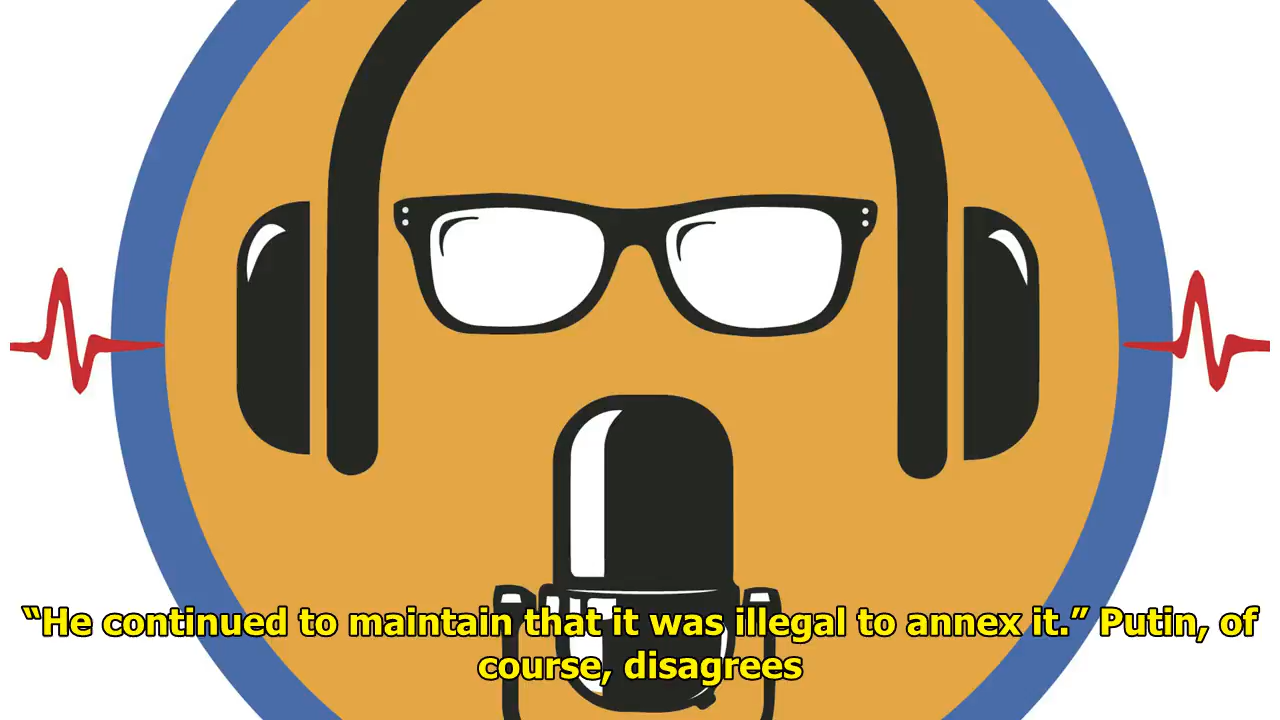 “He continued to maintain that it was illegal to annex it.” Putin, of
course, disagrees